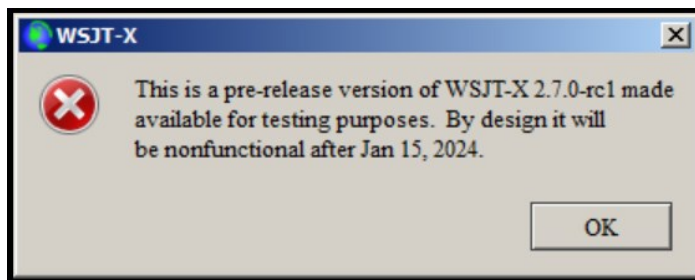 WSJT-X
This is a pre-release version of WSJT-X 2.7.0-rc1 made
available for testing purposes.  By design it will
be nonfunctional after Jan 15, 2024.
OK